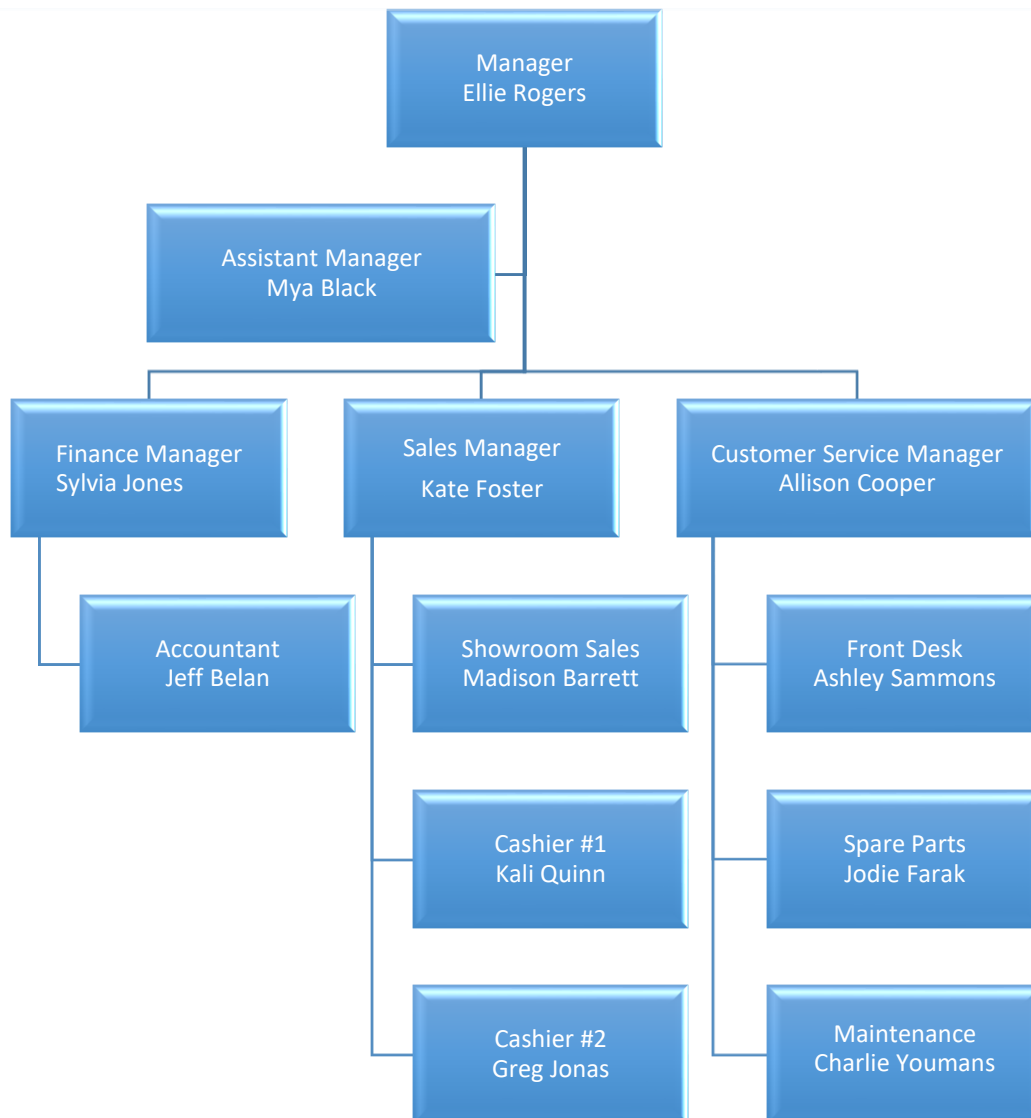 Manager
Ellie Rogers
Assistant Manager
Mya Black
Finance Manager
Sylvia Jones
Sales Manager
Kate Foster
Customer Service Manager
Allison Cooper
Accountant
Jeff Belan
Showroom Sales
Madison Barrett
Front Desk
Ashley Sammons
Cashier #1
Kali Quinn
Spare Parts
Jodie Farak
Cashier #2
Greg Jonas
Maintenance
Charlie Youmans